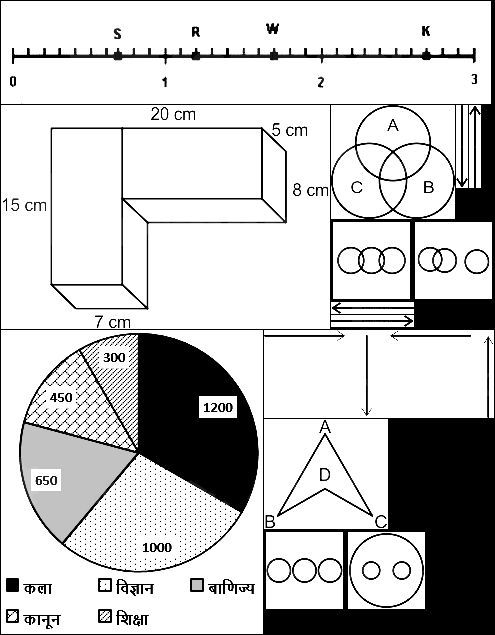 S R W K
0 1 2 3
20 cm
5 cm
15 cm
8 cm
7 cm
A
C B
300
450
1200
650
1000
कला विज्ञान बाणिज्य
कानून शिक्षा
A
D
B C